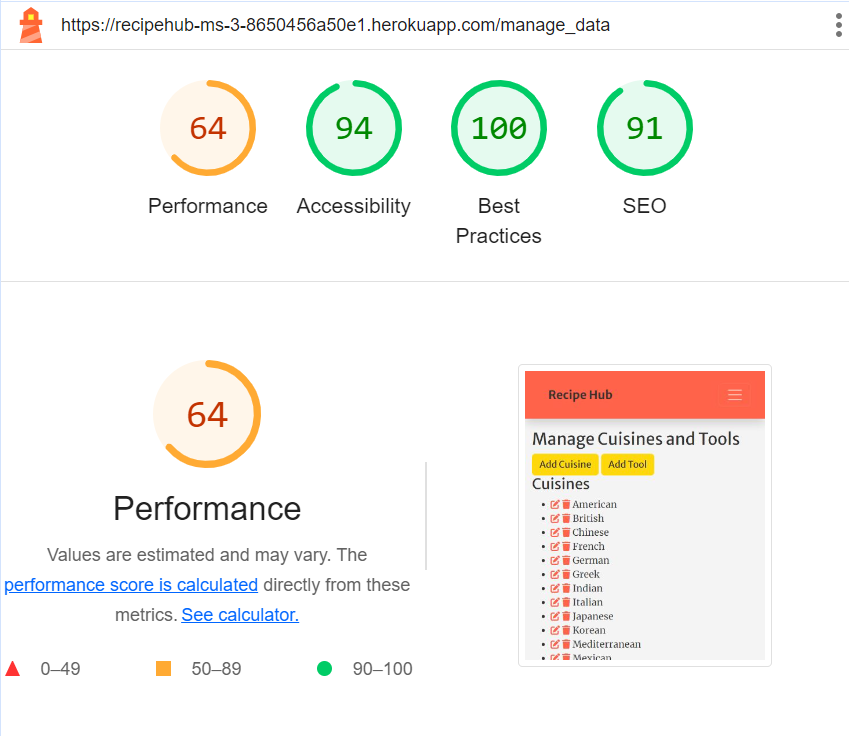 https://recipehub-ms-3-8650456a50e1.herokuapp.com/manage_data
64
94
100
91
Performance
Accessibility
Best
Practices
SEO
64
Performance
Values are estimated and may vary. The
performance score is calculated directly from these
metrics. See calculator.
0–49
50–89
90–100
Recipe Hub
Manage Cuisines and Tools
Add Cuisine
Add Tool
Cuisines
American
British
Chinese
French
German
Greek
Indian
Italian
Japanese
Korean
Mediterranean
Mexican